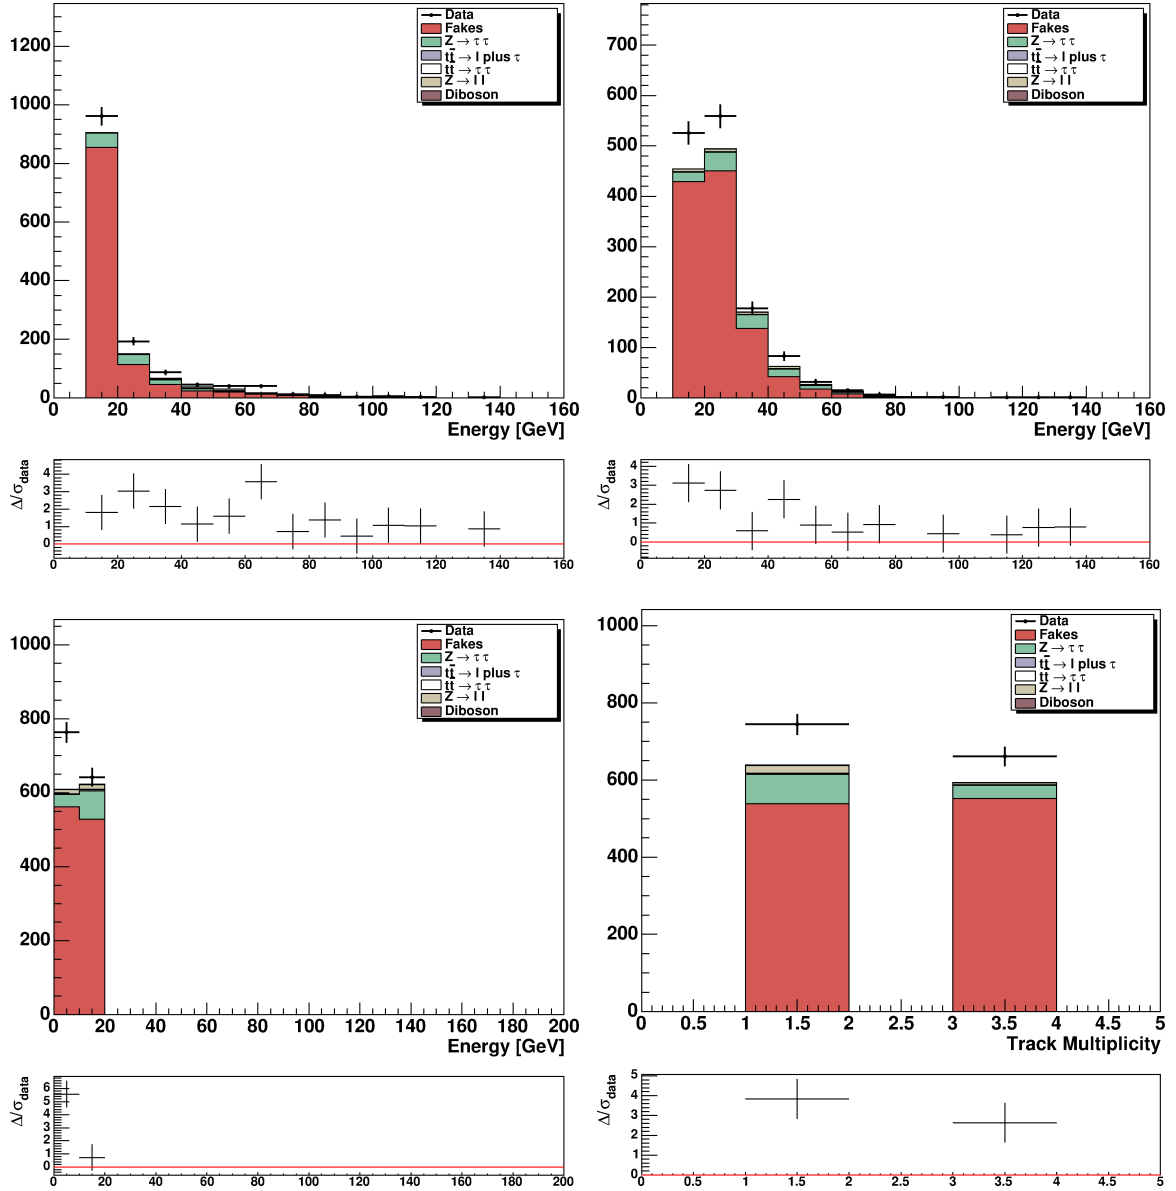 Data
Fakes
Z → τ τ
tt̄ → l plus τ
tt̄ → τ τ
Z → l l
Diboson
1200
1000
800
600
400
200
0
0 20 40 60 80 100 120 140 160
Energy [GeV]
Δ/σdata
4
3
2
1
0
0 20 40 60 80 100 120 140 160
Data
Fakes
Z → τ τ
tt̄ → l plus τ
tt̄ → τ τ
Z → l l
Diboson
700
600
500
400
300
200
100
0
0 20 40 60 80 100 120 140 160
Energy [GeV]
Δ/σdata
4
3
2
1
0
0 20 40 60 80 100 120 140 160
Data
Fakes
Z → τ τ
tt̄ → l plus τ
tt̄ → τ τ
Z → l l
Diboson
1000
800
600
400
200
0
0 20 40 60 80 100 120 140 160 180 200
Energy [GeV]
Δ/σdata
6
5
4
3
2
1
0
0 20 40 60 80 100 120 140 160 180 200
Data
Fakes
Z → τ τ
tt̄ → l plus τ
tt̄ → τ τ
Z → l l
Diboson
1000
800
600
400
200
0
0 0.5 1 1.5 2 2.5 3 3.5 4 4.5 5
Track Multiplicity
Δ/σdata
5
4
3
2
1
0
0 0.5 1 1.5 2 2.5 3 3.5 4 4.5 5